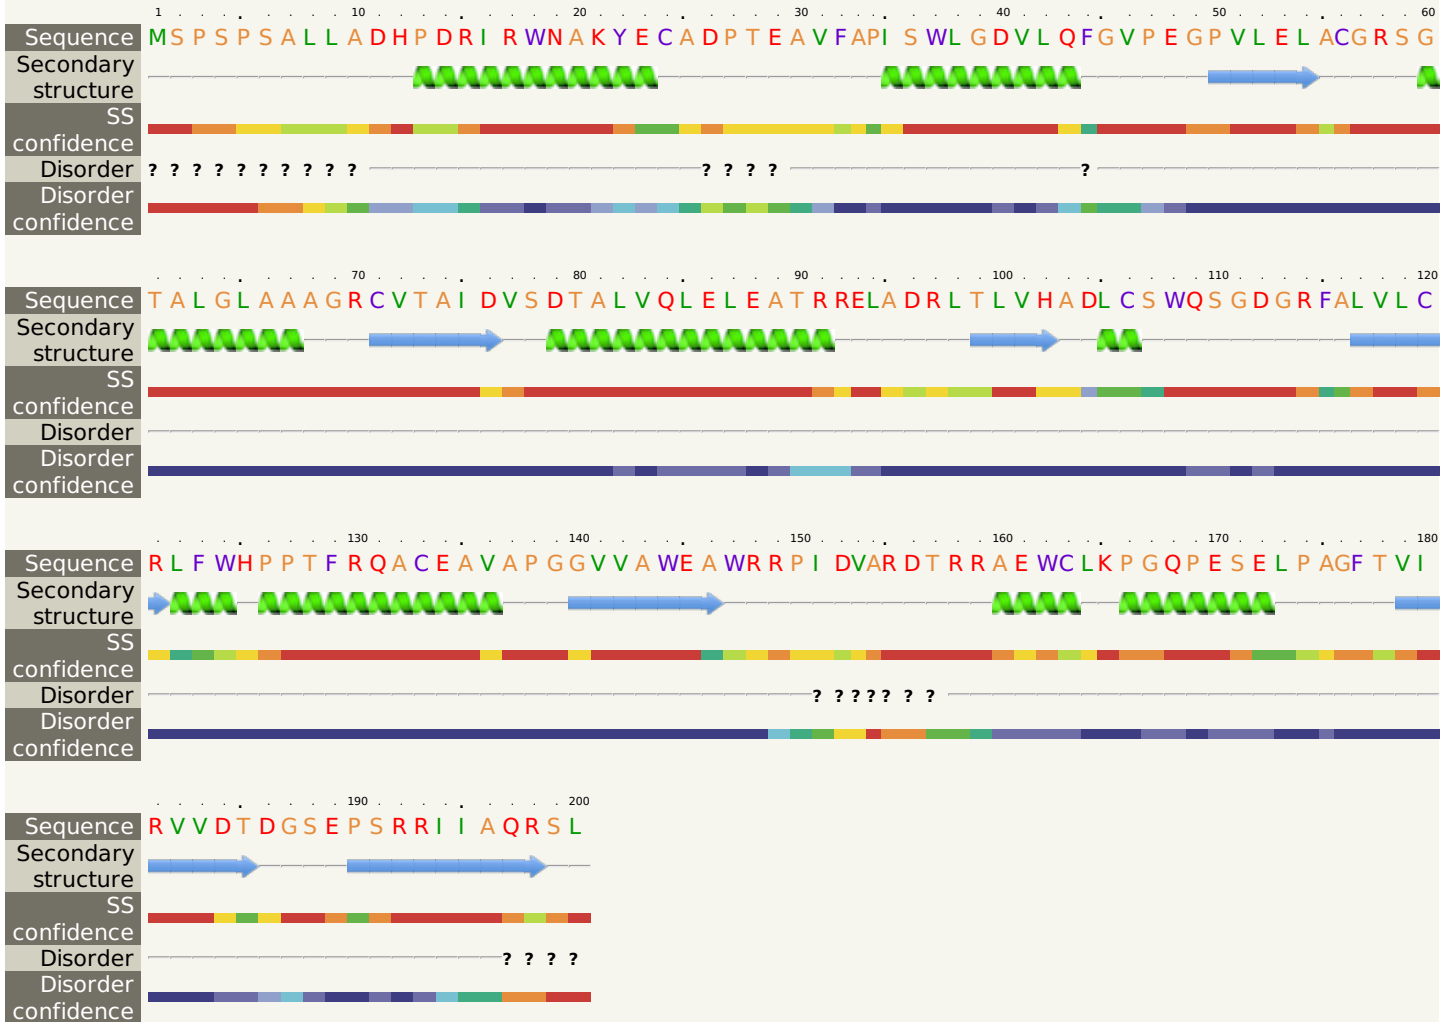 1 10 20 30 40 50 60
Sequence MSPSPSALLADHPDRIRWNAKYECADPTEAVFAPISWLGDVLQFGVPEGPVLELACGRSG
Secondary
structure
SS
confidence
Disorder ? ? ? ? ? ? ? ? ? ? ? ? ? ? ?
Disorder
confidence
70 80 90 100 110 120
Sequence TALGLAAAGRCVTAIDVSDTALVQLELEATRRELADRLTLVHADLCSWQSGDGRFALVLC
Secondary
structure
SS
confidence
Disorder
Disorder
confidence
130 140 150 160 170 180
Sequence RLFWHPPTFRQACEAVAPGGVVAWEAWRRPIDVARDTRRAEWCLKPGQPESELPAGFTVI
Secondary
structure
SS
confidence
Disorder ? ? ? ? ? ? ?
Disorder
confidence
190 200
Sequence RVVDTDGSEPSRRIIAQRSL
Secondary
structure
SS
confidence
Disorder ? ? ? ?
Disorder
confidence